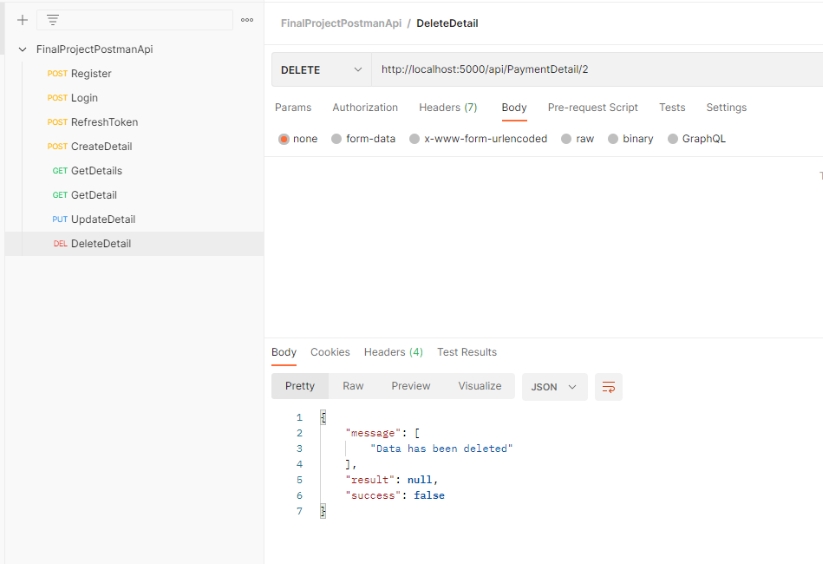 FinalProjectPostmanApi
POST Register
POST Login
POST RefreshToken
POST CreateDetail
GET GetDetails
GET GetDetail
PUT UpdateDetail
DEL DeleteDetail
FinalProjectPostmanApi / DeleteDetail
DELETE http://localhost:5000/api/PaymentDetail/2
Params Authorization Headers (7) Body Pre-request Script Tests Settings
none form-data x-www-form-urlencoded raw binary GraphQL
Body Cookies Headers (4) Test Results
Pretty Raw Preview Visualize JSON
1 {
2 "message": [
3 "Data has been deleted"
4 ],
5 "result": null,
6 "success": false
7 }